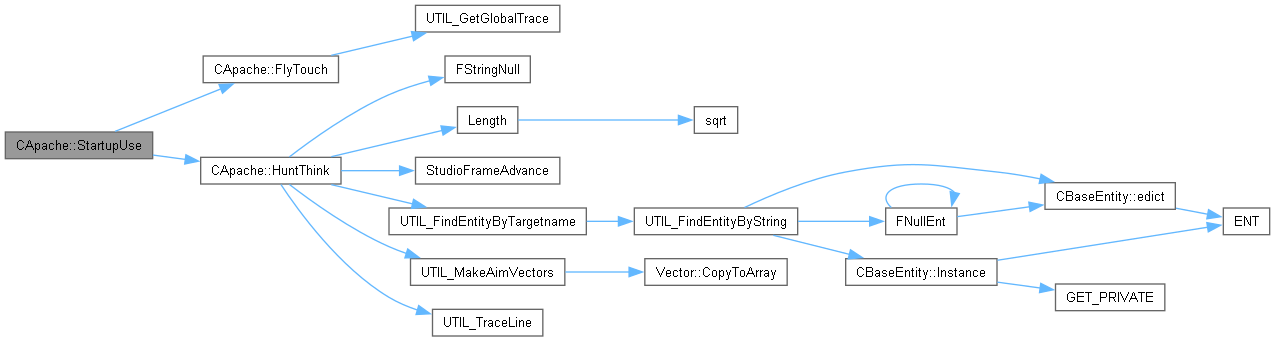 UTIL_GetGlobalTrace
CApache::FlyTouch
FStringNull
Length
sqrt
CApache::StartupUse
CApache::HuntThink
StudioFrameAdvance
UTIL_FindEntityByTargetname
UTIL_FindEntityByString
FNullEnt
CBaseEntity::edict
ENT
UTIL_MakeAimVectors
Vector::CopyToArray
CBaseEntity::Instance
GET_PRIVATE
UTIL_TraceLine